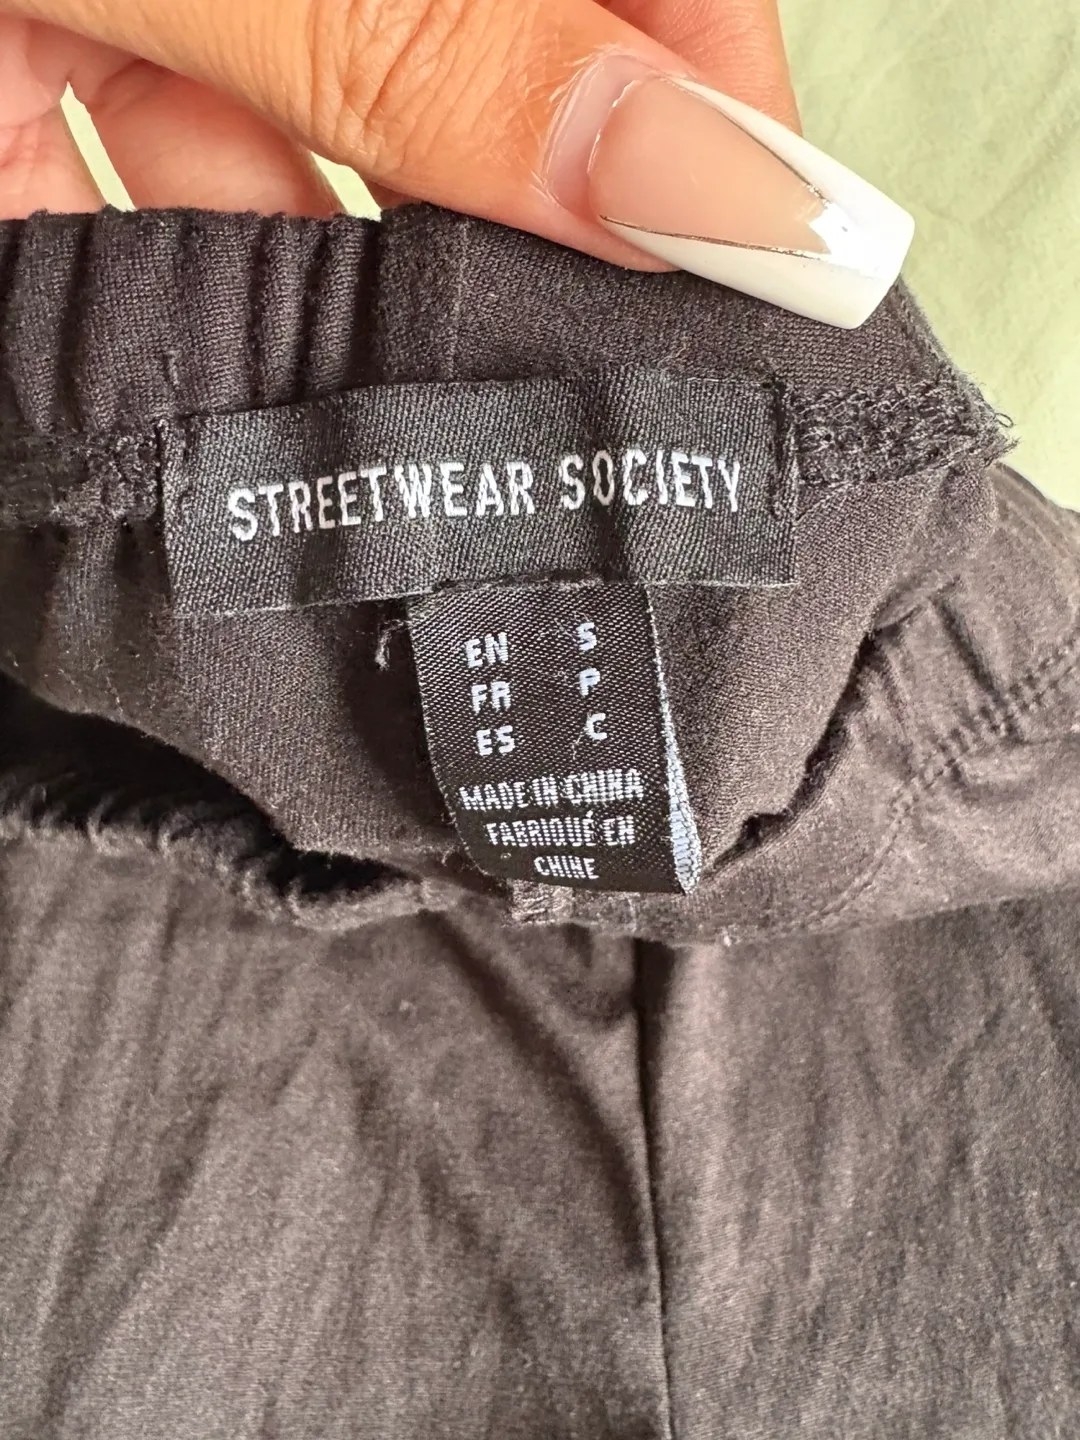 STREETWEAR SOCIETY
EN S
FR P
ES C
MADE IN CHINA
FABRIQUÉ EN
CHINE